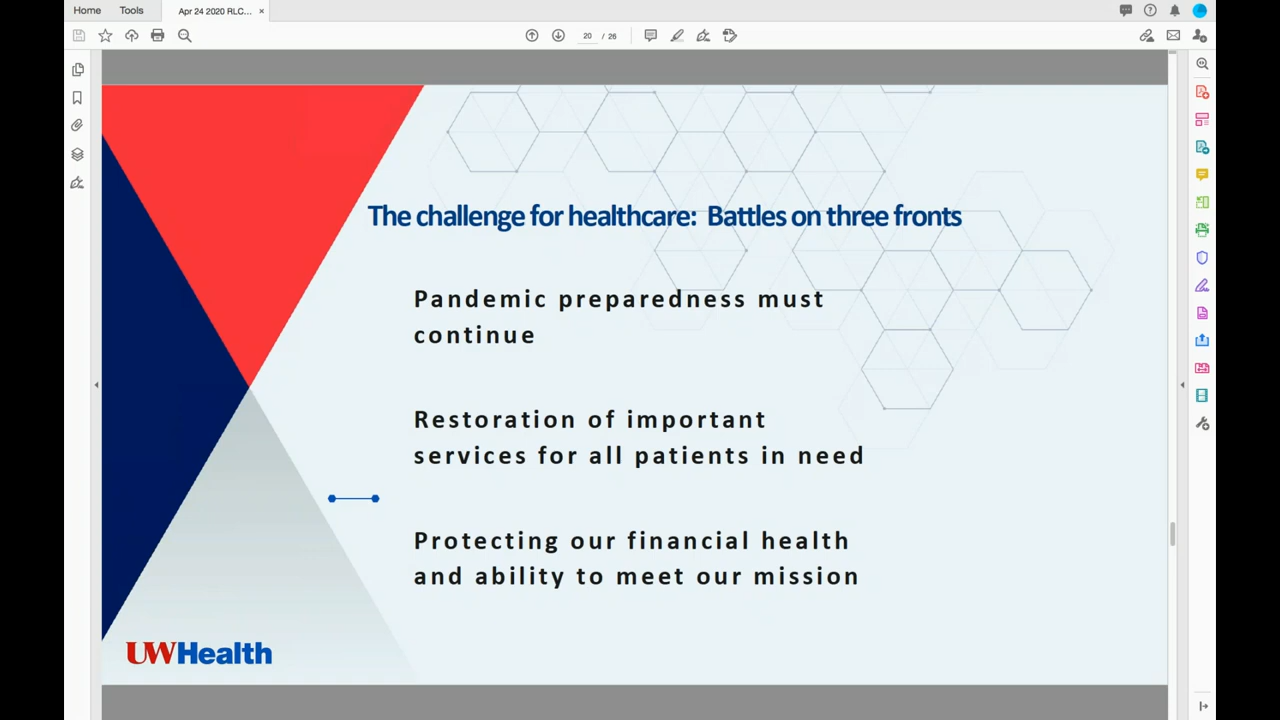 Home Tools Apr 24 2020 RLC... ×
20 / 26
The challenge for healthcare: Battles on three fronts
Pandemic preparedness must
continue
Restoration of important
services for all patients in need
Protecting our financial health
and ability to meet our mission
UWHealth